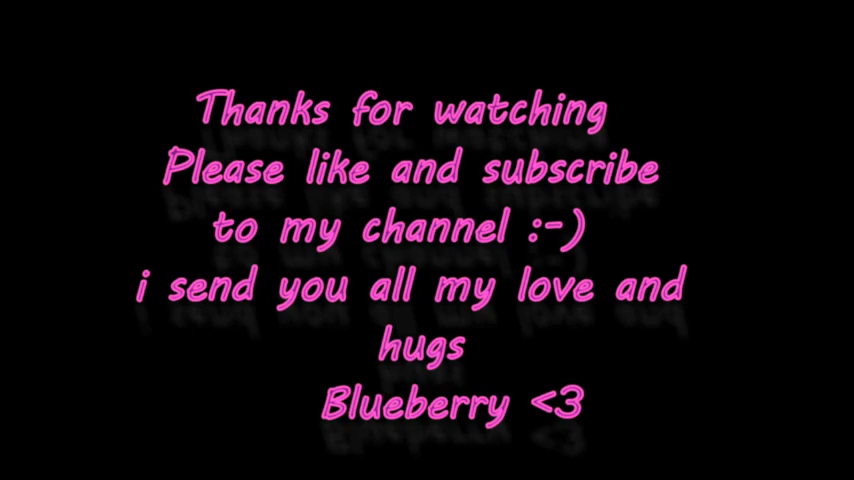 Thanks for watching
Please like and subscribe
to my channel :-)
i send you all my love and
hugs
Blueberry <3